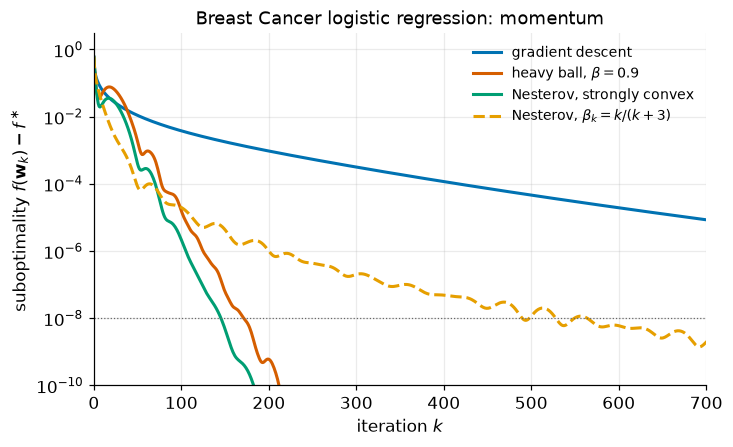 Breast Cancer logistic regression: momentum
suboptimality f(w_k) − f*
10^0
10^−2
10^−4
10^−6
10^−8
10^−10
gradient descent
heavy ball, β = 0.9
Nesterov, strongly convex
Nesterov, β_k = k/(k + 3)
0 100 200 300 400 500 600 700
iteration k